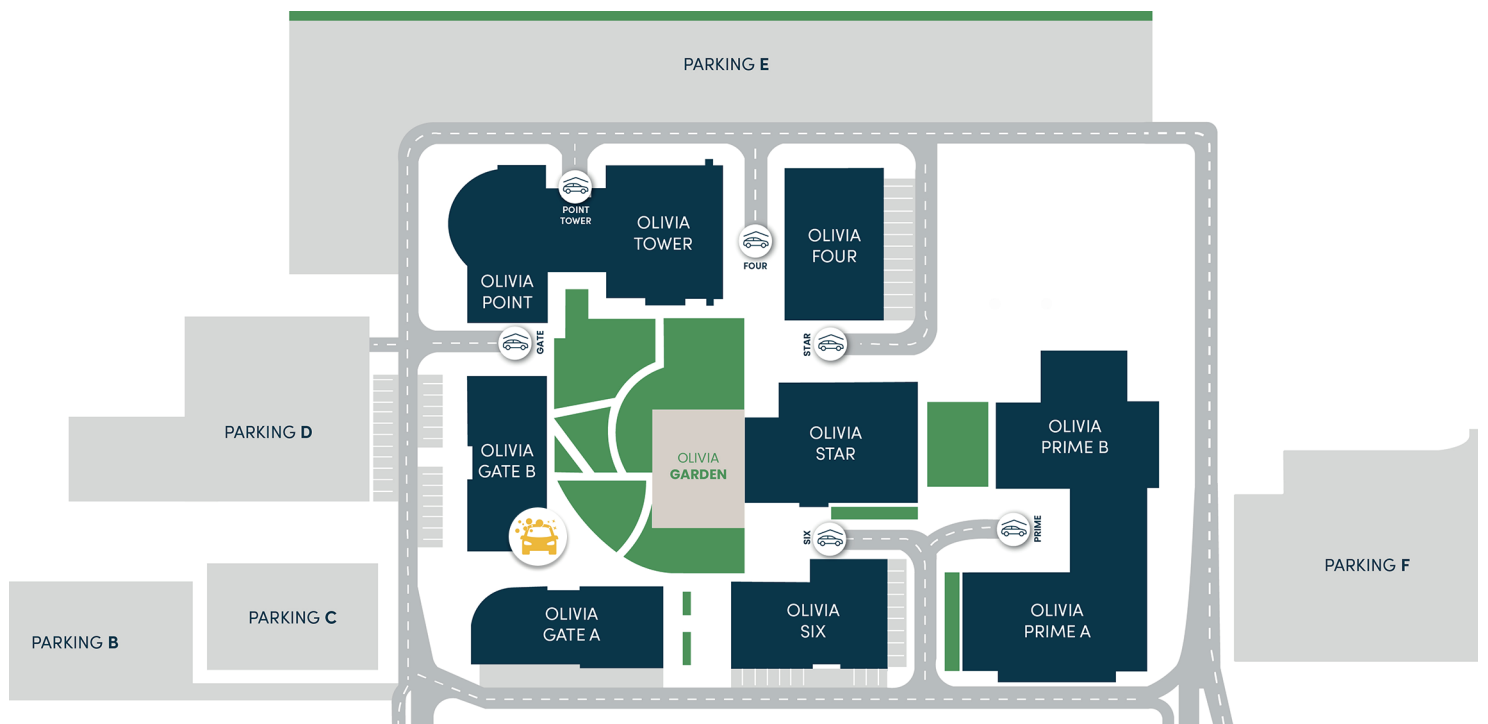 PARKING E
POINT
TOWER
OLIVIA
TOWER
OLIVIA
FOUR
FOUR
OLIVIA
POINT
GATE
STAR
PARKING D
OLIVIA
GATE B
OLIVIA
GARDEN
OLIVIA
STAR
OLIVIA
PRIME B
SIX
PRIME
PARKING F
PARKING C
PARKING B
OLIVIA
GATE A
OLIVIA
SIX
OLIVIA
PRIME A